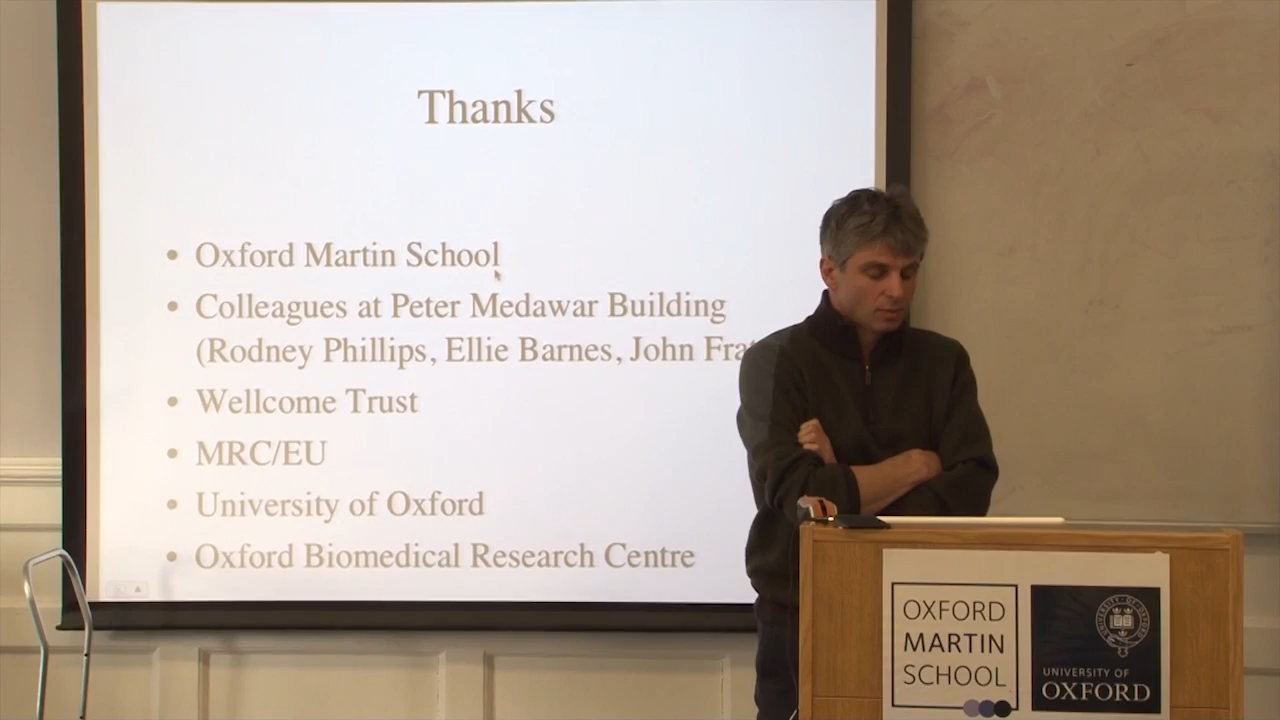 Thanks
• Oxford Martin School
• Colleagues at Peter Medawar Building
(Rodney Phillips, Ellie Barnes, John
• Wellcome Trust
• MRC/EU
• University of Oxford
• Oxford Biomedical Research Centre
OXFORD
MARTIN
SCHOOL
UNIVERSITY OF
OXFORD